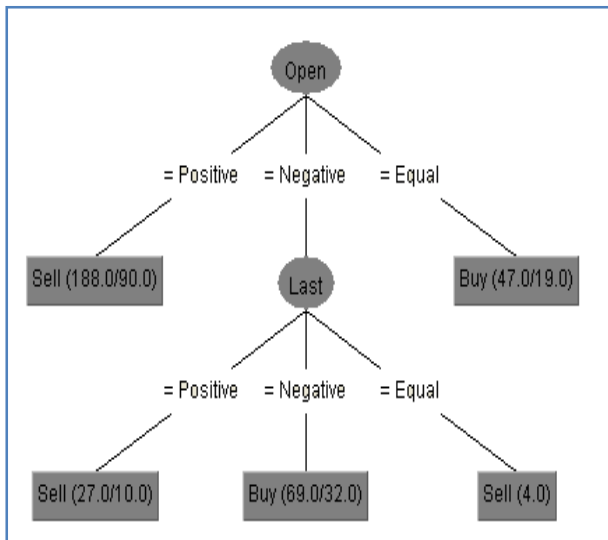 Open
= Positive
= Negative
= Equal
Sell (188.0/90.0)
Last
Buy (47.0/19.0)
= Positive
= Negative
= Equal
Sell (27.0/10.0)
Buy (69.0/32.0)
Sell (4.0)